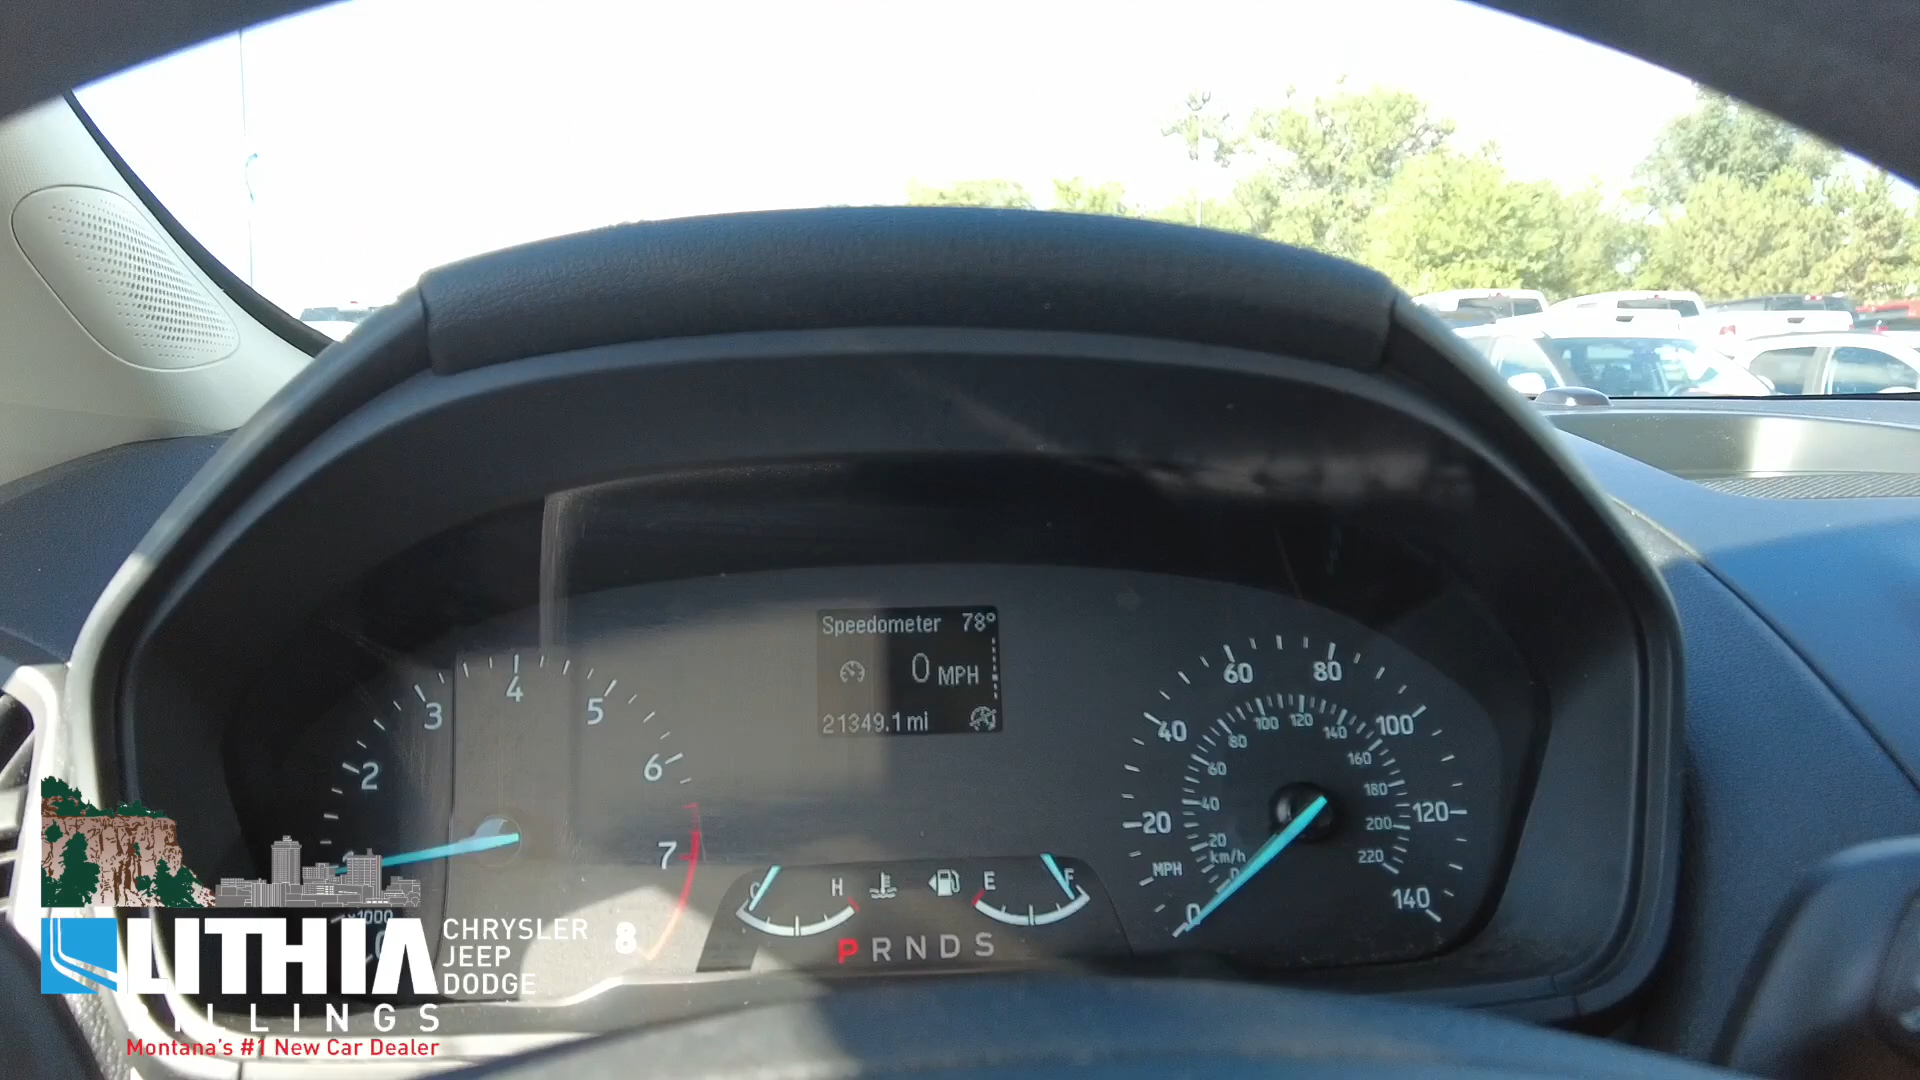 Speedometer 78°
0 MPH
21349.1 mi
2
3
4
5
6
7
8
x1000
C H
E F
P R N D S
0
20
40
60
80
100
120
140
MPH
km/h
20
40
60
80
100
120
140
160
180
200
220
LITHIA
CHRYSLER
JEEP
DODGE
BILLINGS
Montana's #1 New Car Dealer